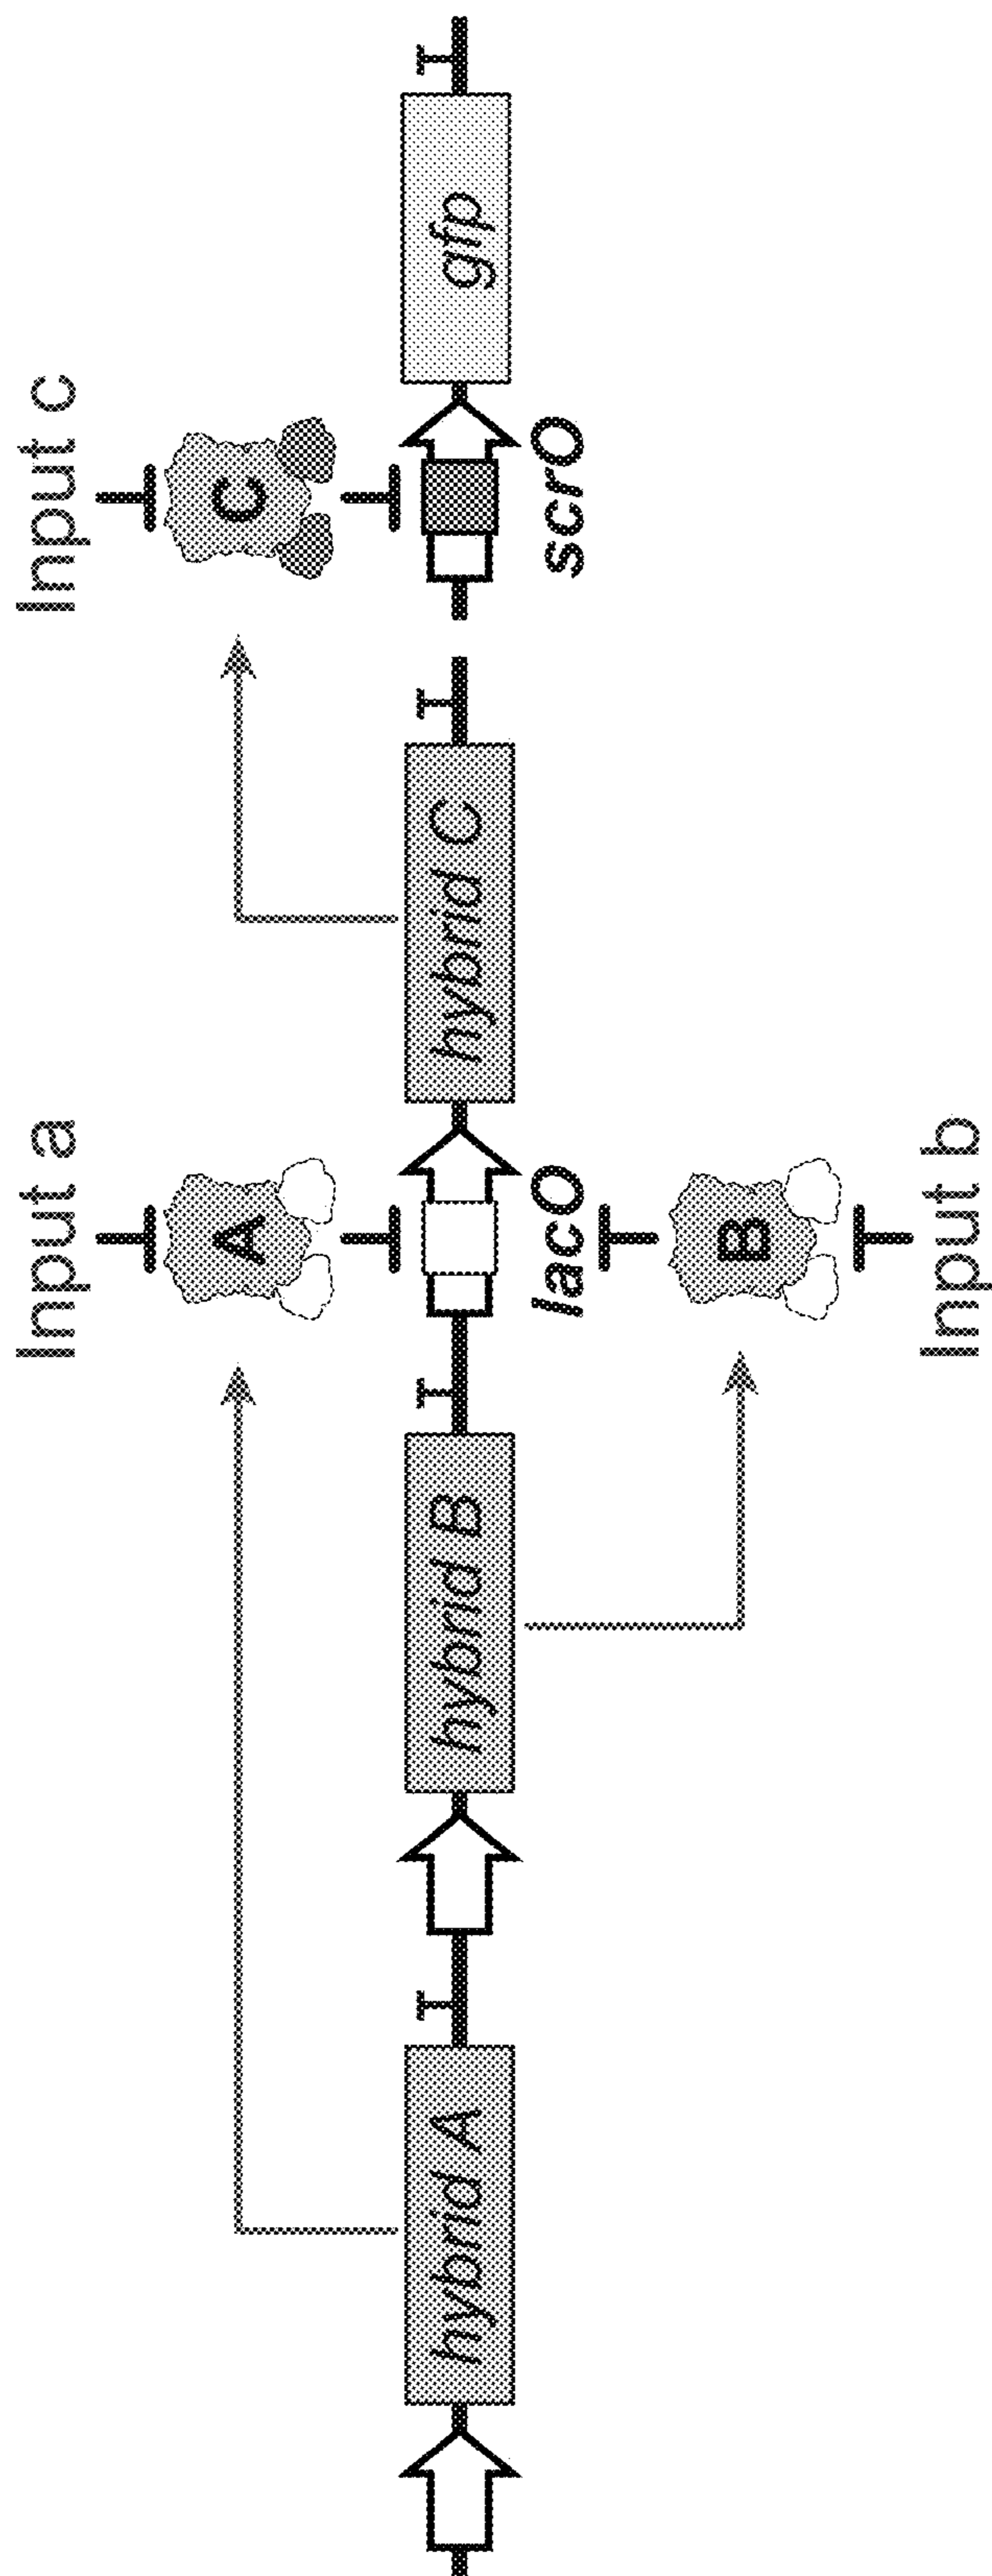 Input a
Input c
A
C
hybrid A
hybrid B
hybrid C
gfp
lacO
scrO
B
Input b